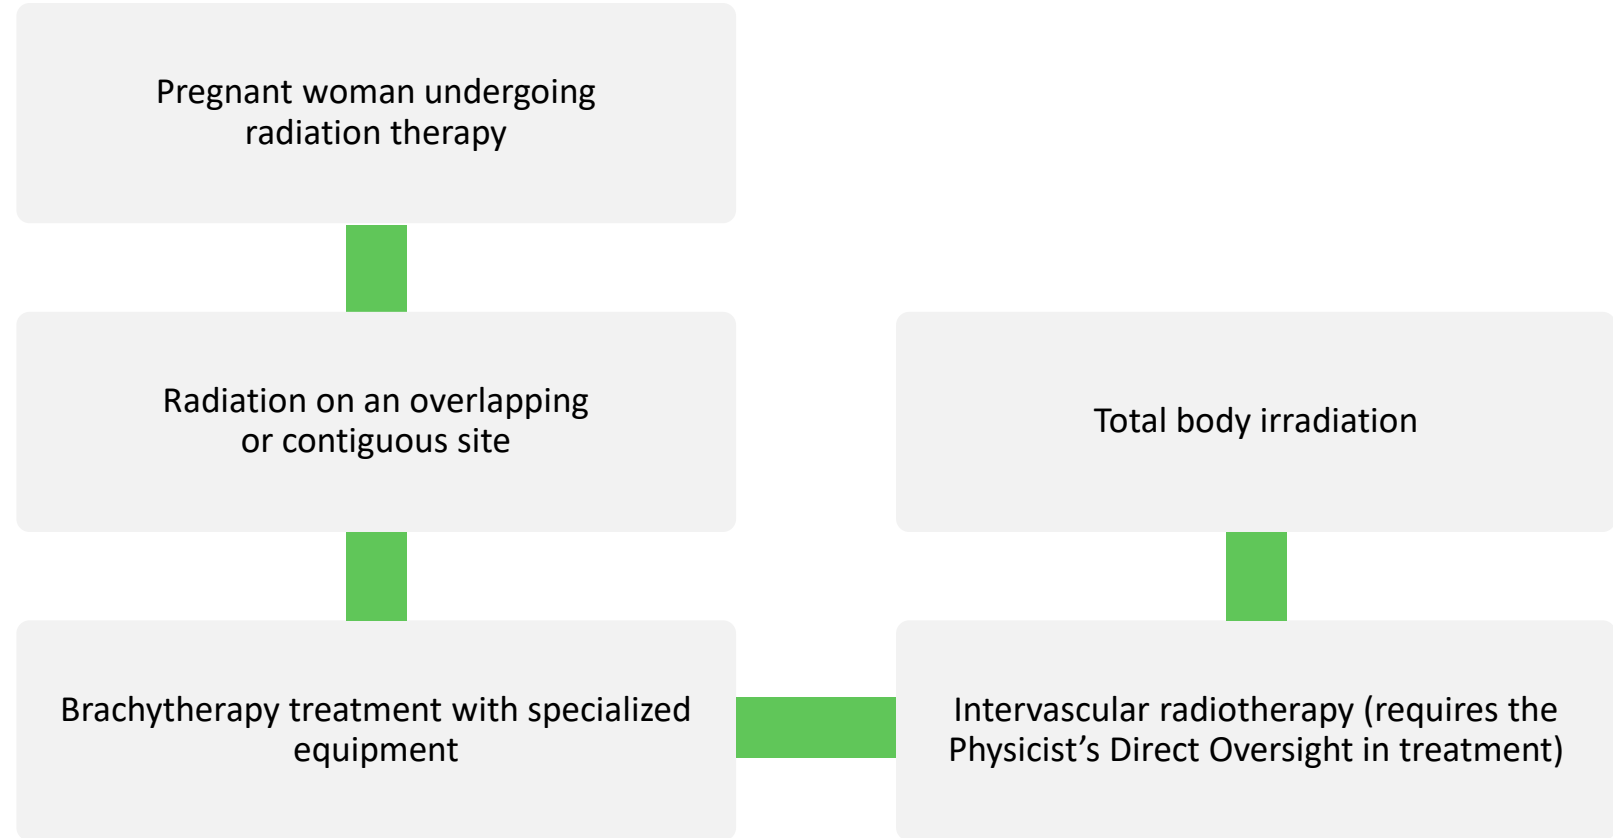 Pregnant woman undergoing
radiation therapy
Radiation on an overlapping
or contiguous site
Brachytherapy treatment with specialized
equipment
Intervascular radiotherapy (requires the
Physicist’s Direct Oversight in treatment)
Total body irradiation